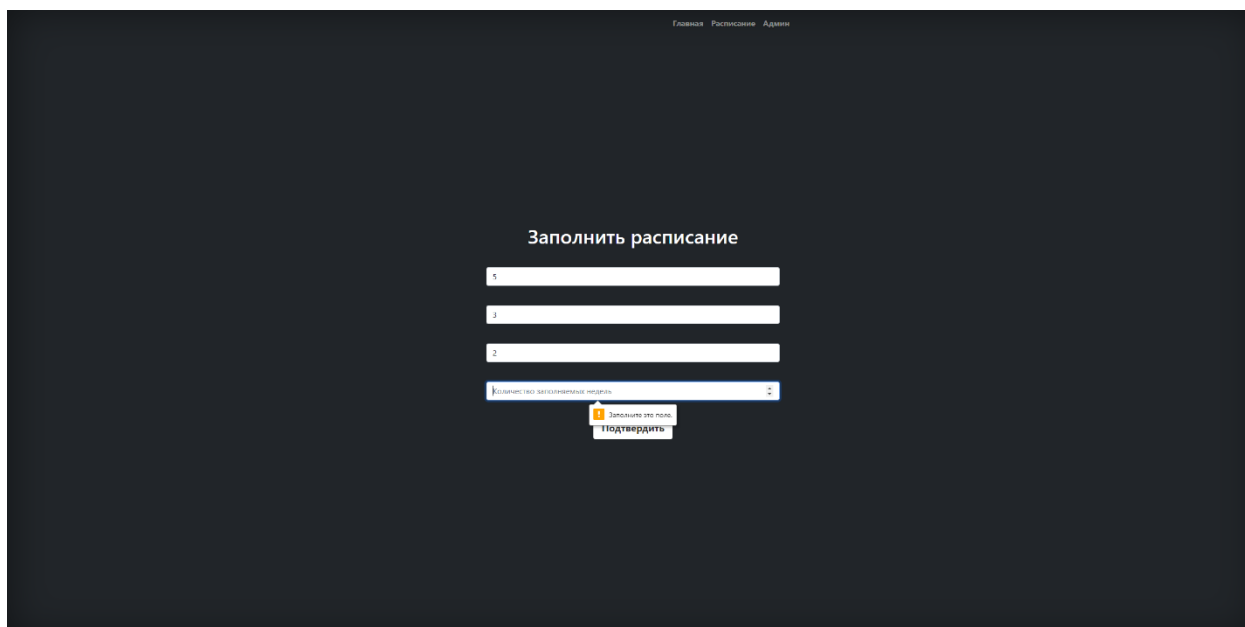 Главная Расписание Админ
Заполнить расписание
5
3
2
Количество заполняемых недель
Заполните это поле.
Подтвердить